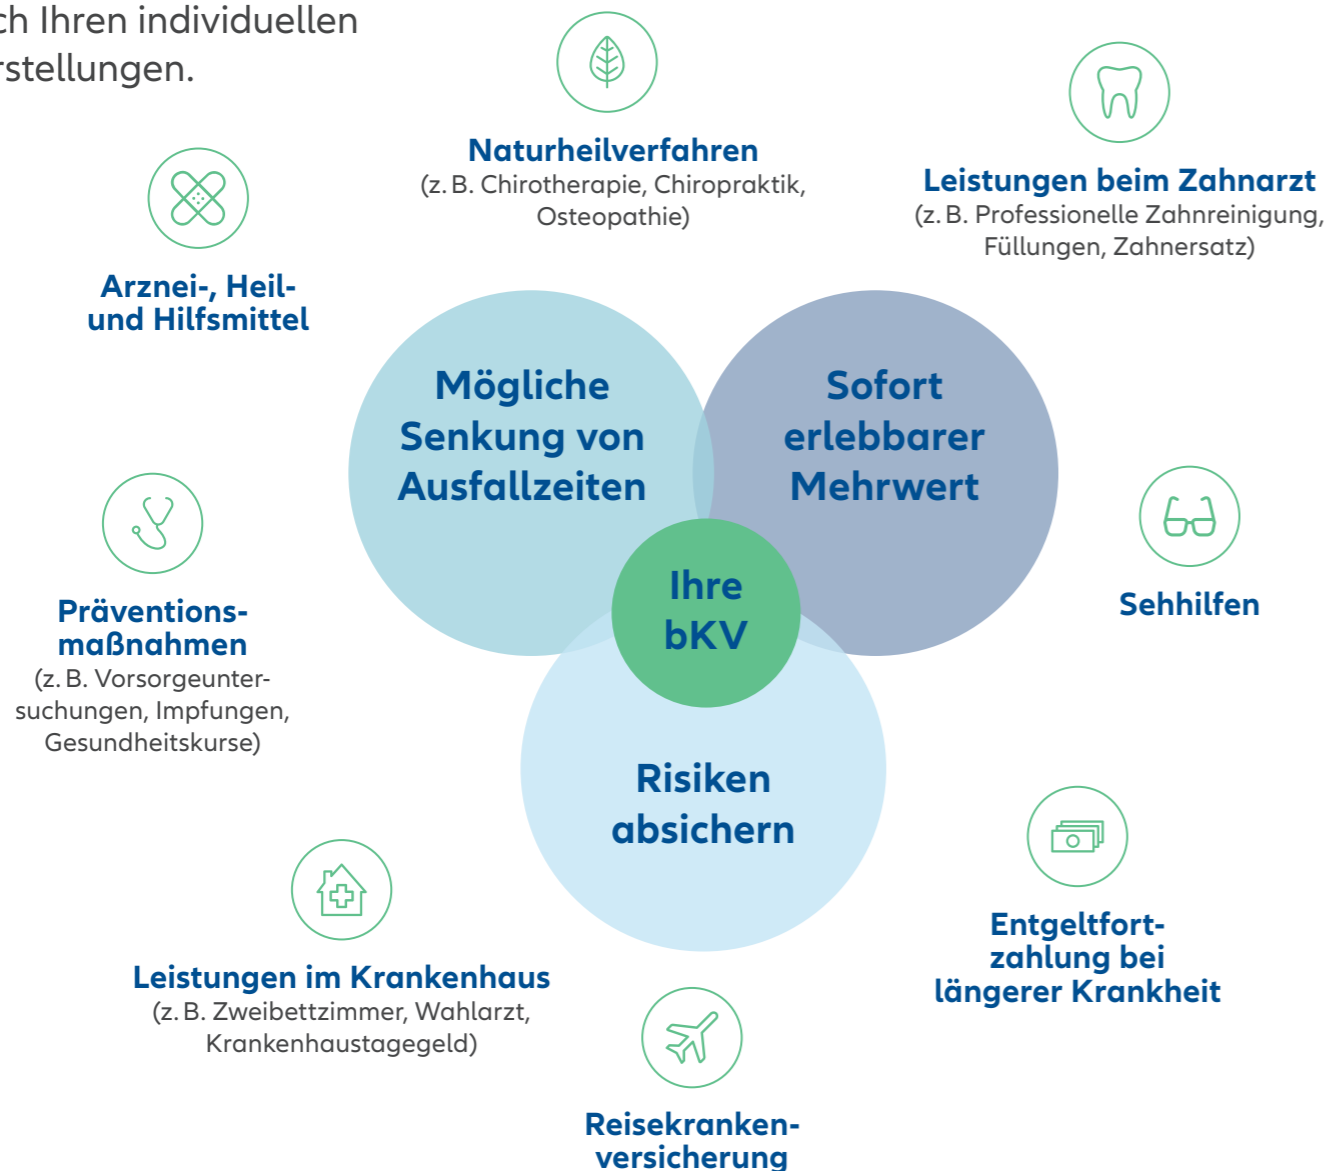 ch Ihren individuellen
rstellungen.
Naturheilverfahren
(z. B. Chirotherapie, Chiropraktik,
Osteopathie)
Leistungen beim Zahnarzt
(z. B. Professionelle Zahnreinigung,
Füllungen, Zahnersatz)
Arznei-, Heil-
und Hilfsmittel
Mögliche
Senkung von
Ausfallzeiten
Sofort
erlebbarer
Mehrwert
Ihre
bKV
Risiken
absichern
Präventions-
maßnahmen
(z. B. Vorsorgeunter-
suchungen, Impfungen,
Gesundheitskurse)
Sehhilfen
Leistungen im Krankenhaus
(z. B. Zweibettzimmer, Wahlarzt,
Krankenhaustagegeld)
Entgeltfort-
zahlung bei
längerer Krankheit
Reisekranken-
versicherung